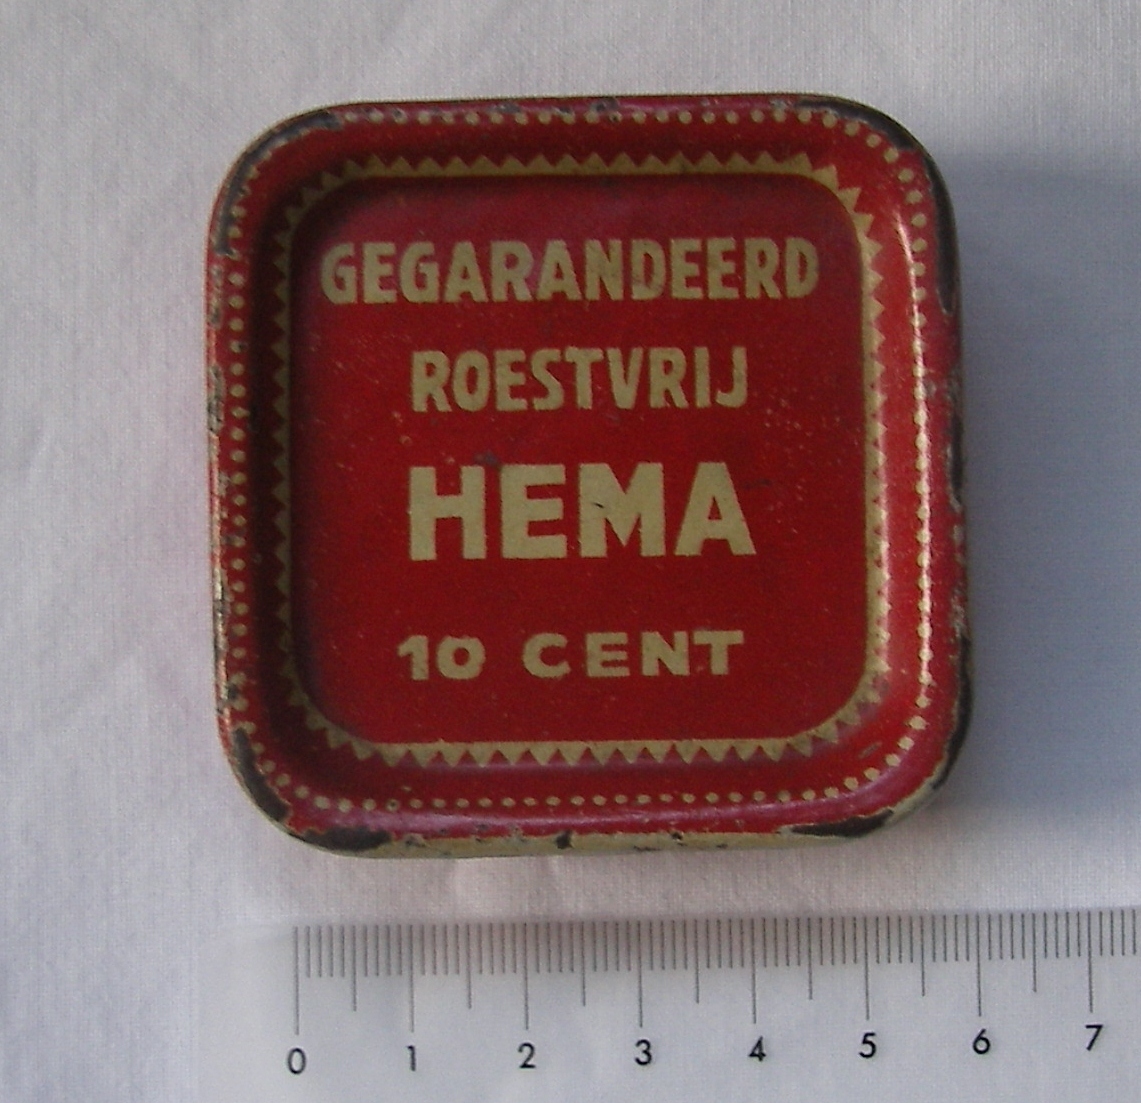 GEGARANDEERD
ROESTVRIJ
HEMA
10 CENT
0 1 2 3 4 5 6 7